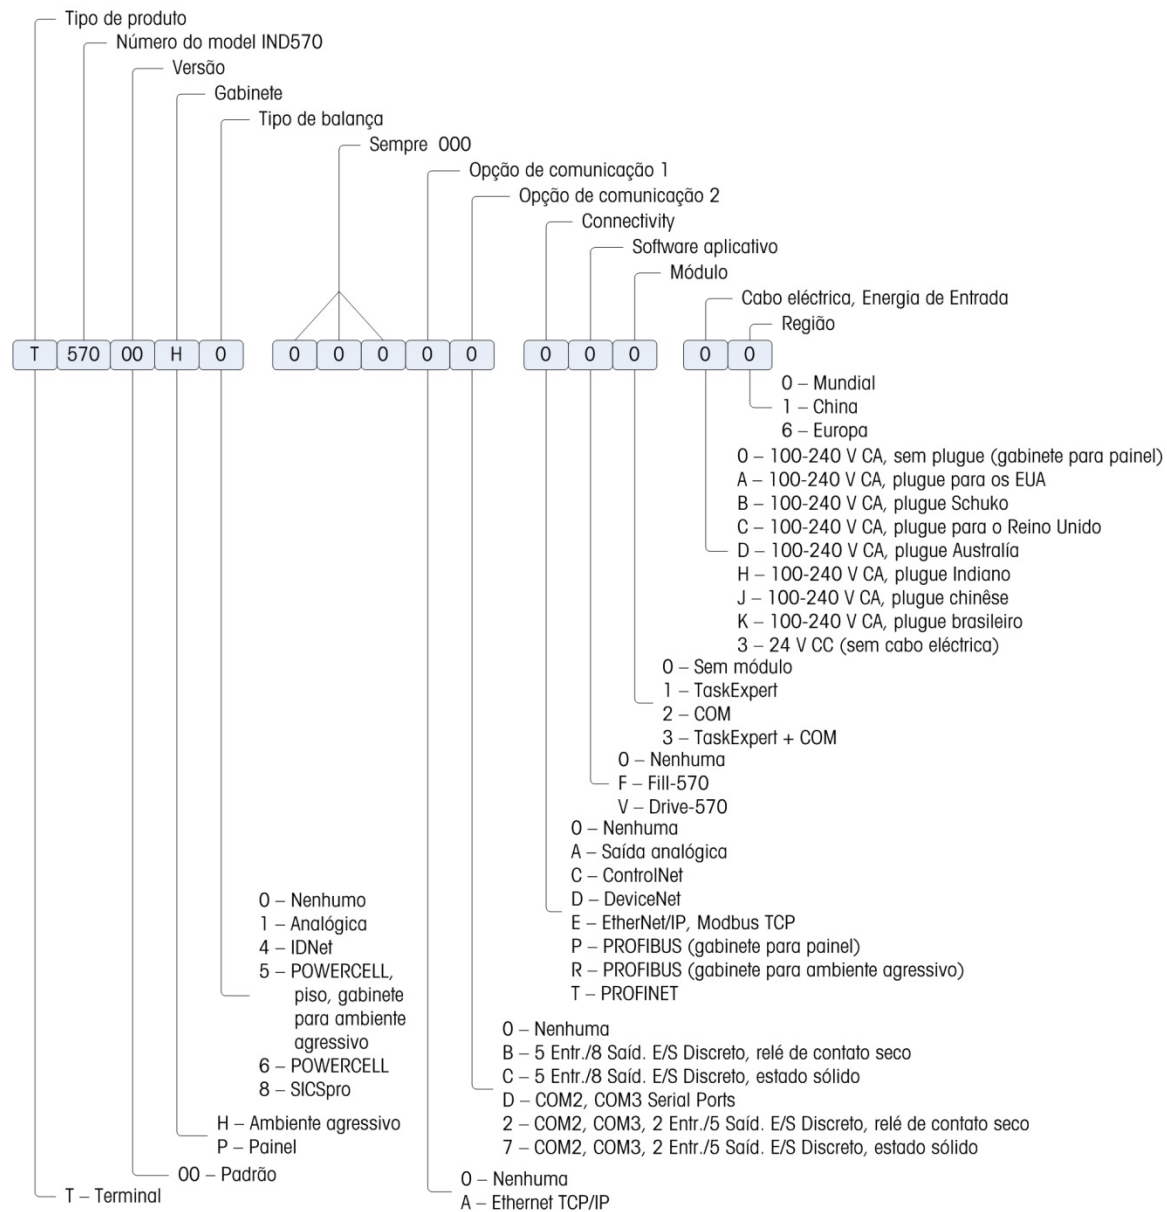 Tipo de produto
Número do model IND570
Versão
Gabinete
Tipo de balança
Sempre 000
Opção de comunicação 1
Opção de comunicação 2
Connectivity
Software aplicativo
Módulo
Cabo eléctrica, Energia de Entrada
Região
T 570 00 H 0 0 0 0 0 0 0 0 0 0 0
0 – Mundial
1 – China
6 – Europa
0 – 100-240 V CA, sem plugue (gabinete para painel)
A – 100-240 V CA, plugue para os EUA
B – 100-240 V CA, plugue Schuko
C – 100-240 V CA, plugue para o Reino Unido
D – 100-240 V CA, plugue Australía
H – 100-240 V CA, plugue Indiano
J – 100-240 V CA, plugue chinêse
K – 100-240 V CA, plugue brasileiro
3 – 24 V CC (sem cabo eléctrica)
0 – Sem módulo
1 – TaskExpert
2 – COM
3 – TaskExpert + COM
0 – Nenhuma
F – Fill-570
V – Drive-570
0 – Nenhuma
A – Saída analógica
C – ControlNet
D – DeviceNet
E – EtherNet/IP, Modbus TCP
P – PROFIBUS (gabinete para painel)
R – PROFIBUS (gabinete para ambiente agressivo)
T – PROFINET
0 – Nenhumo
1 – Analógica
4 – IDNet
5 – POWERCELL,
piso, gabinete
para ambiente
agressivo
6 – POWERCELL
8 – SICSpro
0 – Nenhuma
B – 5 Entr./8 Saíd. E/S Discreto, relé de contato seco
C – 5 Entr./8 Saíd. E/S Discreto, estado sólido
D – COM2, COM3 Serial Ports
2 – COM2, COM3, 2 Entr./5 Saíd. E/S Discreto, relé de contato seco
7 – COM2, COM3, 2 Entr./5 Saíd. E/S Discreto, estado sólido
H – Ambiente agressivo
P – Painel
00 – Padrão
T – Terminal
0 – Nenhuma
A – Ethernet TCP/IP